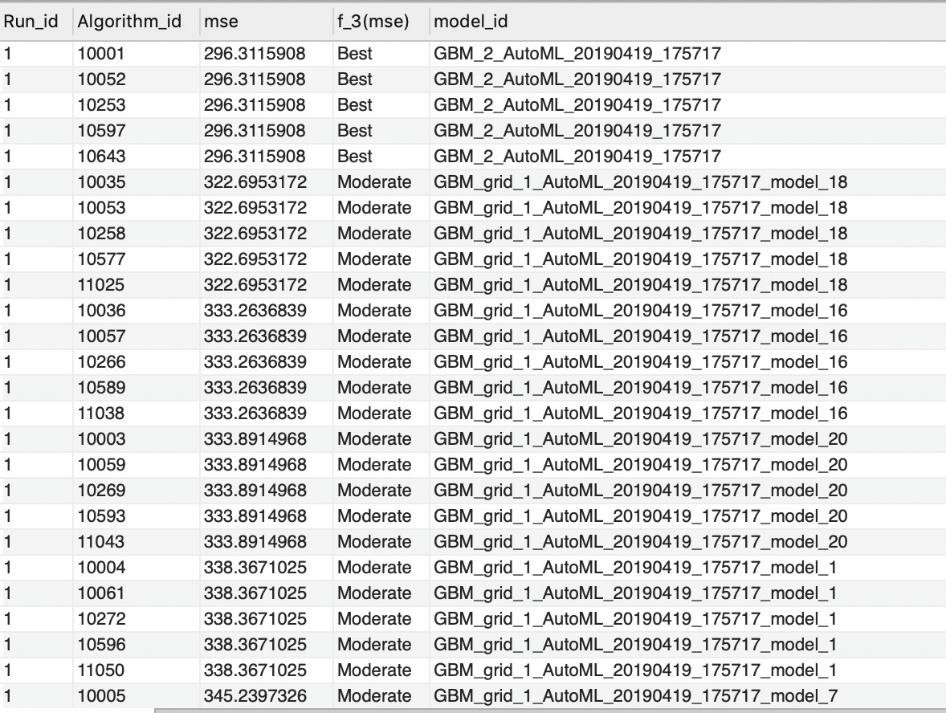 Run_id Algorithm_id mse f_3(mse) model_id
1 10001 296.3115908 Best GBM_2_AutoML_20190419_175717
1 10052 296.3115908 Best GBM_2_AutoML_20190419_175717
1 10253 296.3115908 Best GBM_2_AutoML_20190419_175717
1 10597 296.3115908 Best GBM_2_AutoML_20190419_175717
1 10643 296.3115908 Best GBM_2_AutoML_20190419_175717
1 10035 322.6953172 Moderate GBM_grid_1_AutoML_20190419_175717_model_18
1 10053 322.6953172 Moderate GBM_grid_1_AutoML_20190419_175717_model_18
1 10258 322.6953172 Moderate GBM_grid_1_AutoML_20190419_175717_model_18
1 10577 322.6953172 Moderate GBM_grid_1_AutoML_20190419_175717_model_18
1 11025 322.6953172 Moderate GBM_grid_1_AutoML_20190419_175717_model_18
1 10036 333.2636839 Moderate GBM_grid_1_AutoML_20190419_175717_model_16
1 10057 333.2636839 Moderate GBM_grid_1_AutoML_20190419_175717_model_16
1 10266 333.2636839 Moderate GBM_grid_1_AutoML_20190419_175717_model_16
1 10589 333.2636839 Moderate GBM_grid_1_AutoML_20190419_175717_model_16
1 11038 333.2636839 Moderate GBM_grid_1_AutoML_20190419_175717_model_16
1 10003 333.8914968 Moderate GBM_grid_1_AutoML_20190419_175717_model_20
1 10059 333.8914968 Moderate GBM_grid_1_AutoML_20190419_175717_model_20
1 10269 333.8914968 Moderate GBM_grid_1_AutoML_20190419_175717_model_20
1 10593 333.8914968 Moderate GBM_grid_1_AutoML_20190419_175717_model_20
1 11043 333.8914968 Moderate GBM_grid_1_AutoML_20190419_175717_model_20
1 10004 338.3671025 Moderate GBM_grid_1_AutoML_20190419_175717_model_1
1 10061 338.3671025 Moderate GBM_grid_1_AutoML_20190419_175717_model_1
1 10272 338.3671025 Moderate GBM_grid_1_AutoML_20190419_175717_model_1
1 10596 338.3671025 Moderate GBM_grid_1_AutoML_20190419_175717_model_1
1 11050 338.3671025 Moderate GBM_grid_1_AutoML_20190419_175717_model_1
1 10005 345.2397326 Moderate GBM_grid_1_AutoML_20190419_175717_model_7